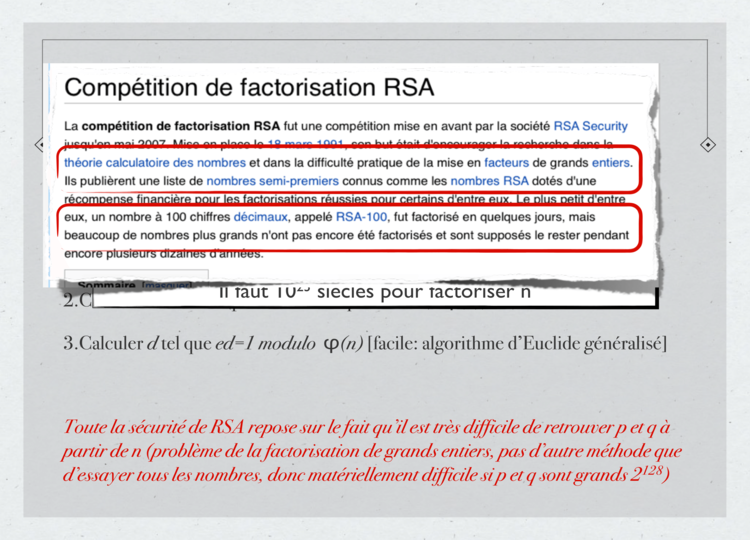 Compétition de factorisation RSA
La compétition de factorisation RSA fut une compétition mise en avant par la société RSA Security
jusqu'en mai 2007. Mise en place le 18 mars 1991, son but était d'encourager la recherche dans la
théorie calculatoire des nombres et dans la difficulté pratique de la mise en facteurs de grands entiers.
Ils publièrent une liste de nombres semi-premiers connus comme les nombres RSA dotés d'une
récompense financière pour les factorisations réussies pour certains d'entre eux. Le plus petit d'entre
eux, un nombre à 100 chiffres décimaux, appelé RSA-100, fut factorisé en quelques jours, mais
beaucoup de nombres plus grands n'ont pas encore été factorisés et sont supposés le rester pendant
encore plusieurs dizaines d'années.
Sommaire [masquer]
2.C
Il faut siècles pour factoriser n
3.Calculer d tel que ed=1 modulo φ(n) [facile: algorithme d'Euclide généralisé]
Toute la sécurité de RSA repose sur le fait qu'il est très difficile de retrouver p et q à
partir de n (problème de la factorisation de grands entiers, pas d'autre méthode que
d'essayer tous les nombres, donc matériellement difficile si p et q sont grands 2¹²⁸)